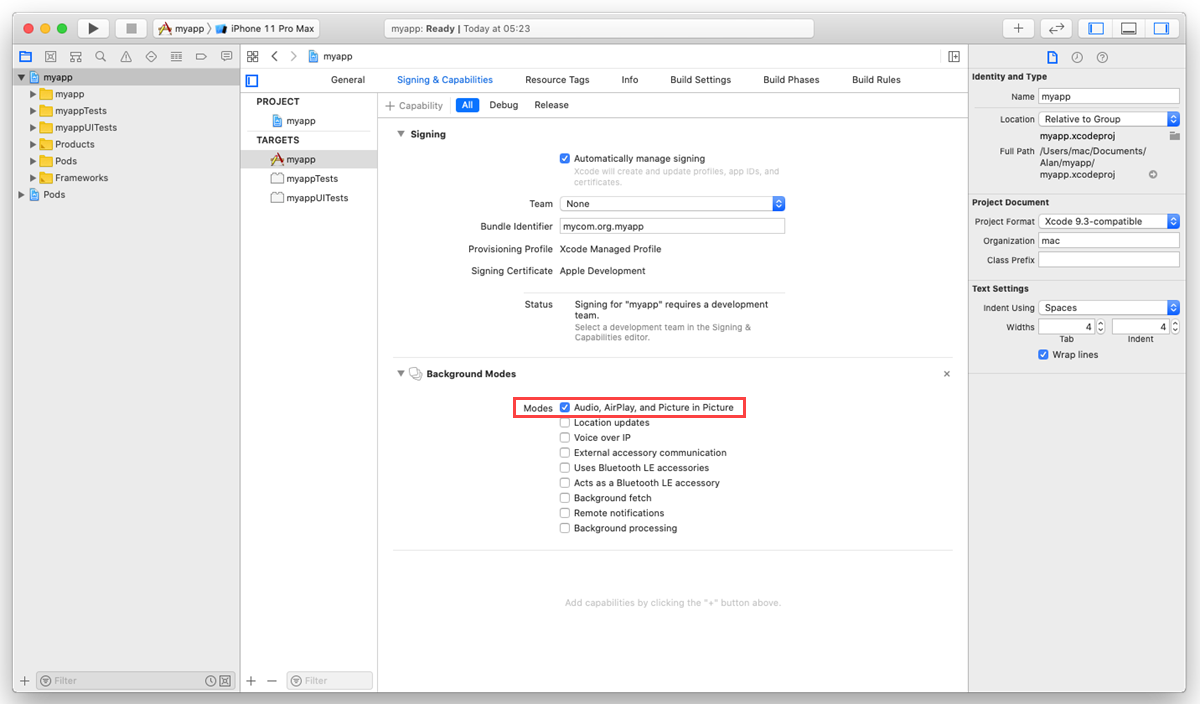 myapp iPhone 11 Pro Max
myapp: Ready | Today at 05:23
myapp
myapp
myappTests
myappUITests
Products
Pods
Frameworks
Pods
Filter
myapp
General Signing & Capabilities Resource Tags Info Build Settings Build Phases Build Rules
PROJECT
myapp
TARGETS
myapp
myappTests
myappUITests
Filter
+ Capability All Debug Release
Signing
Automatically manage signing
Xcode will create and update profiles, app IDs, and
certificates.
Team None
Bundle Identifier mycom.org.myapp
Provisioning Profile Xcode Managed Profile
Signing Certificate Apple Development
Status Signing for "myapp" requires a development
team.
Select a development team in the Signing &
Capabilities editor.
Background Modes
Modes Audio, AirPlay, and Picture in Picture
Location updates
Voice over IP
External accessory communication
Uses Bluetooth LE accessories
Acts as a Bluetooth LE accessory
Background fetch
Remote notifications
Background processing
Add capabilities by clicking the "+" button above.
Identity and Type
Name myapp
Location Relative to Group
myapp.xcodeproj
Full Path /Users/mac/Documents/
Alan/myapp/
myapp.xcodeproj
Project Document
Project Format Xcode 9.3-compatible
Organization mac
Class Prefix
Text Settings
Indent Using Spaces
Widths 4 4
Tab Indent
Wrap lines